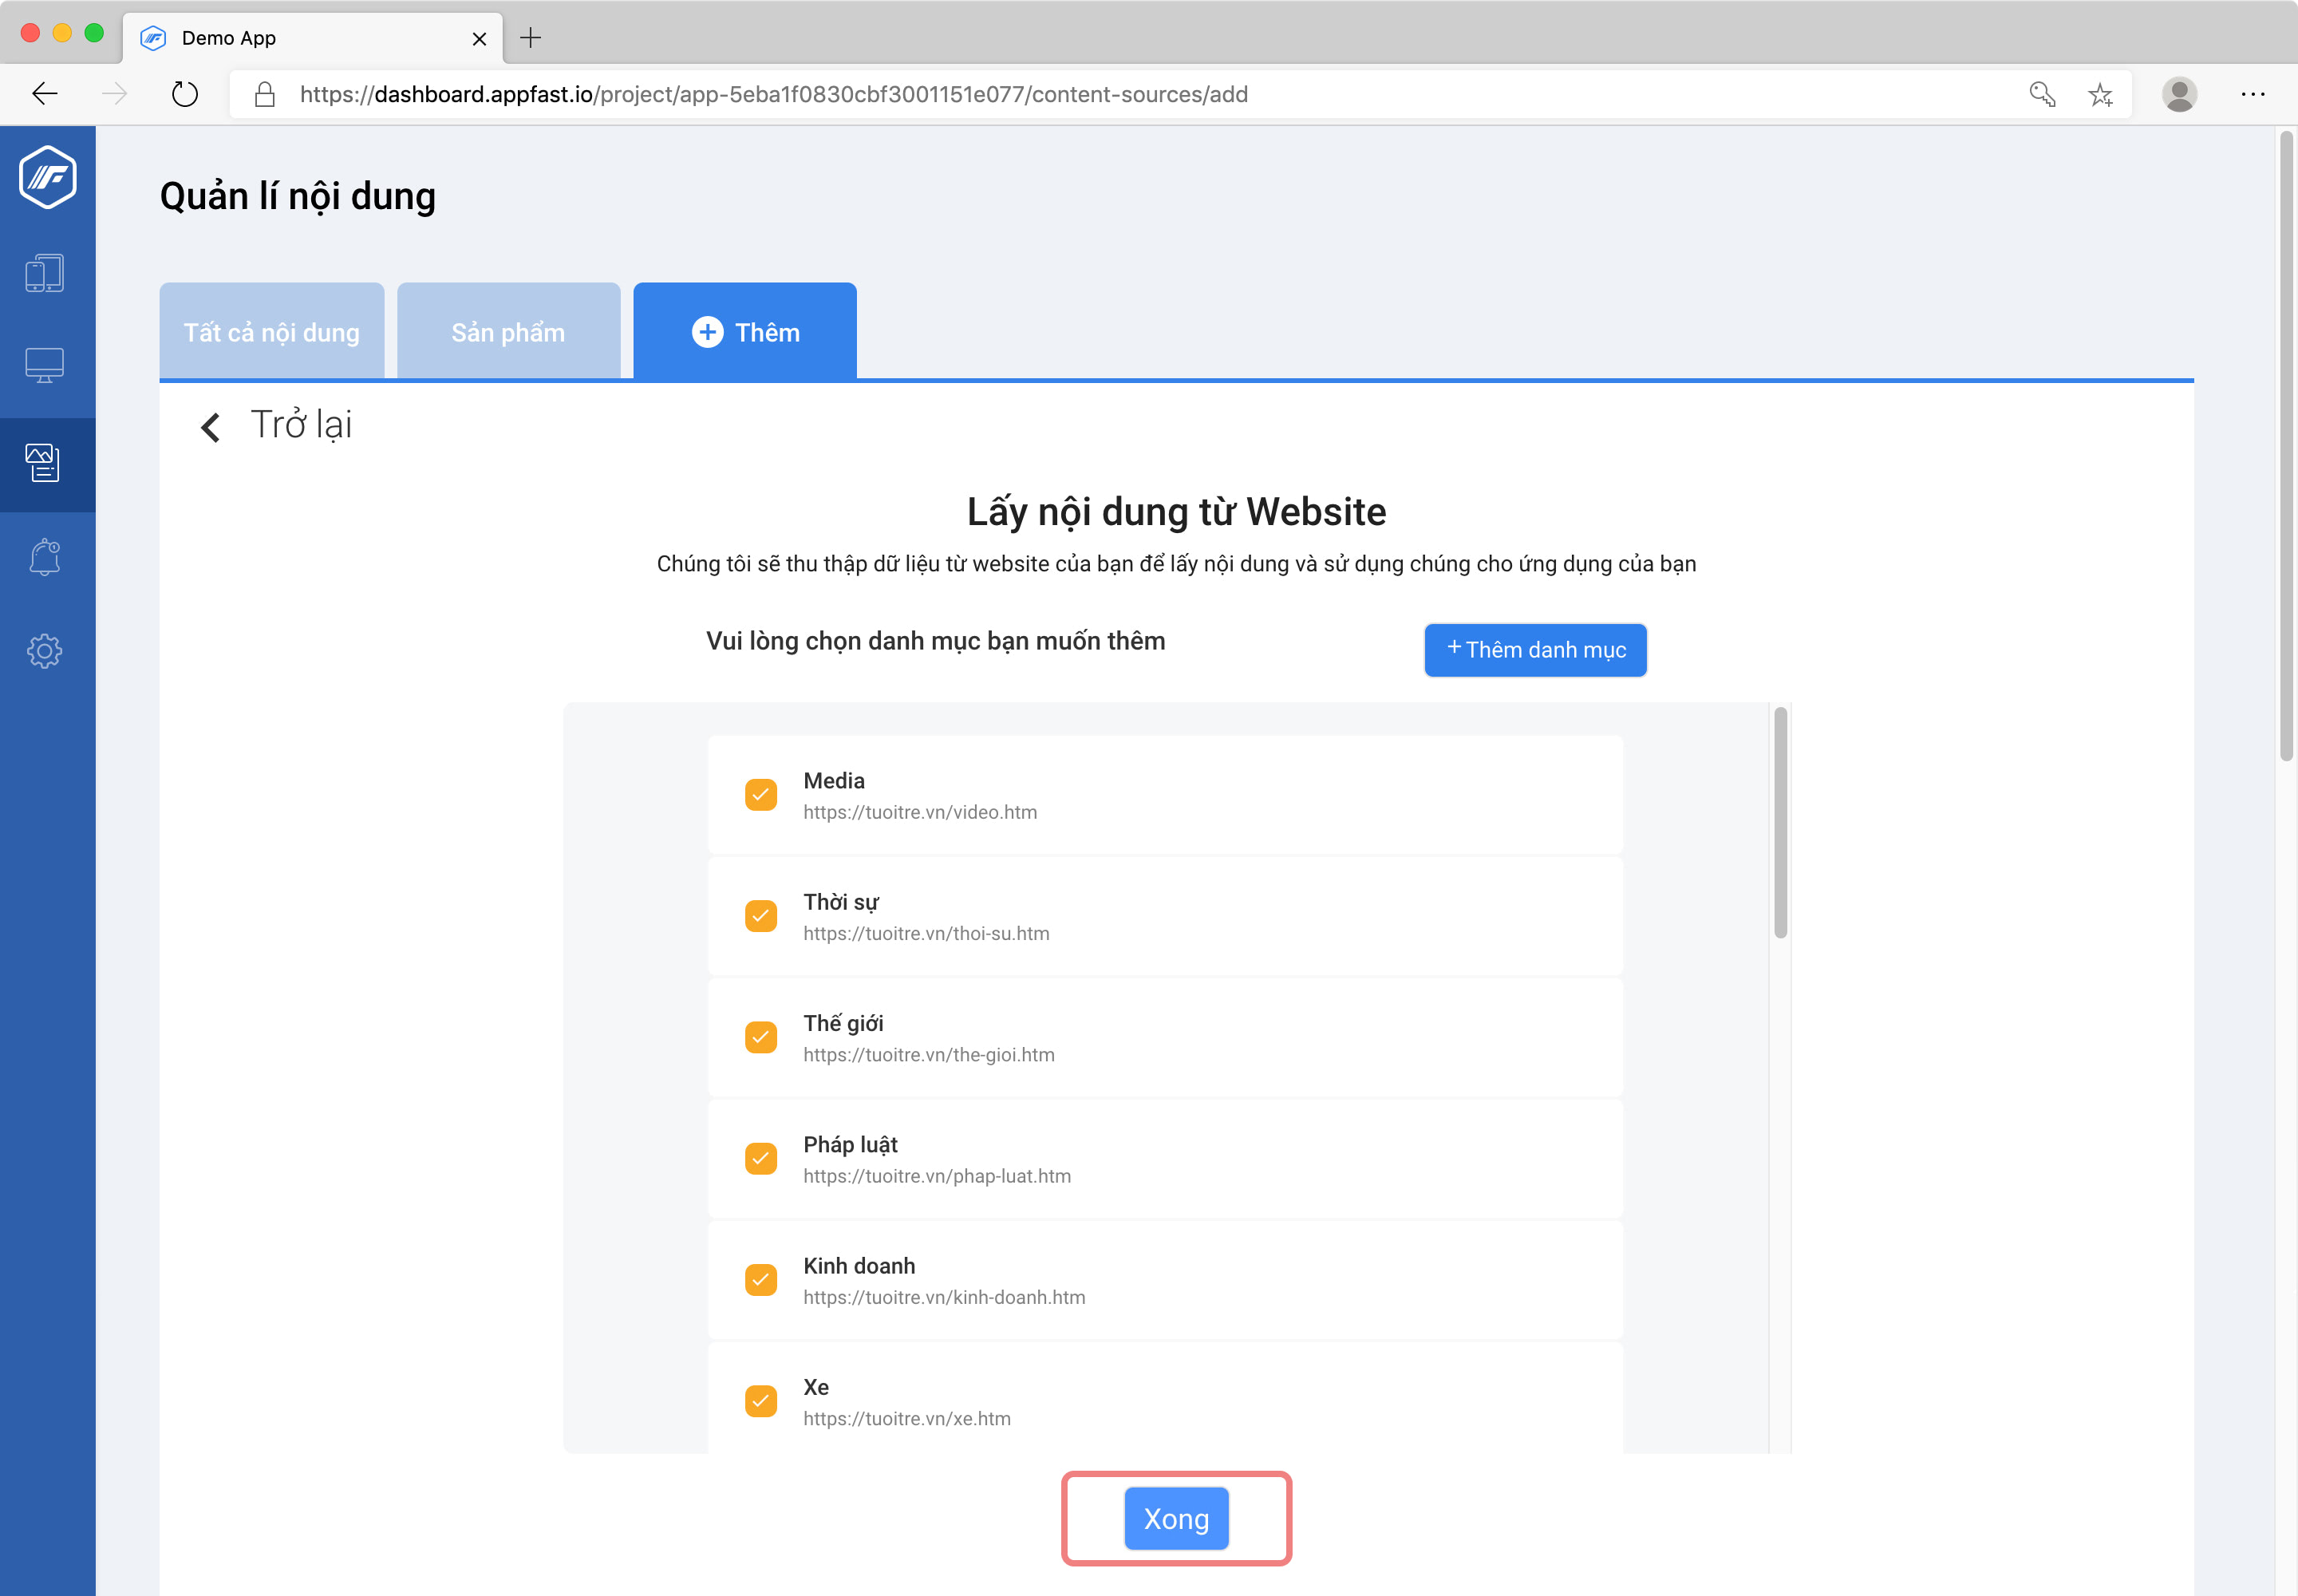 Demo App
https://dashboard.appfast.io/project/app-5eba1f0830cbf3001151e077/content-sources/add
Quản lí nội dung
Tất cả nội dung
Sản phẩm
Thêm
Trở lại
Lấy nội dung từ Website
Chúng tôi sẽ thu thập dữ liệu từ website của bạn để lấy nội dung và sử dụng chúng cho ứng dụng của bạn
Vui lòng chọn danh mục bạn muốn thêm
+ Thêm danh mục
Media
https://tuoitre.vn/video.htm
Thời sự
https://tuoitre.vn/thoi-su.htm
Thế giới
https://tuoitre.vn/the-gioi.htm
Pháp luật
https://tuoitre.vn/phap-luat.htm
Kinh doanh
https://tuoitre.vn/kinh-doanh.htm
Xe
https://tuoitre.vn/xe.htm
Xong